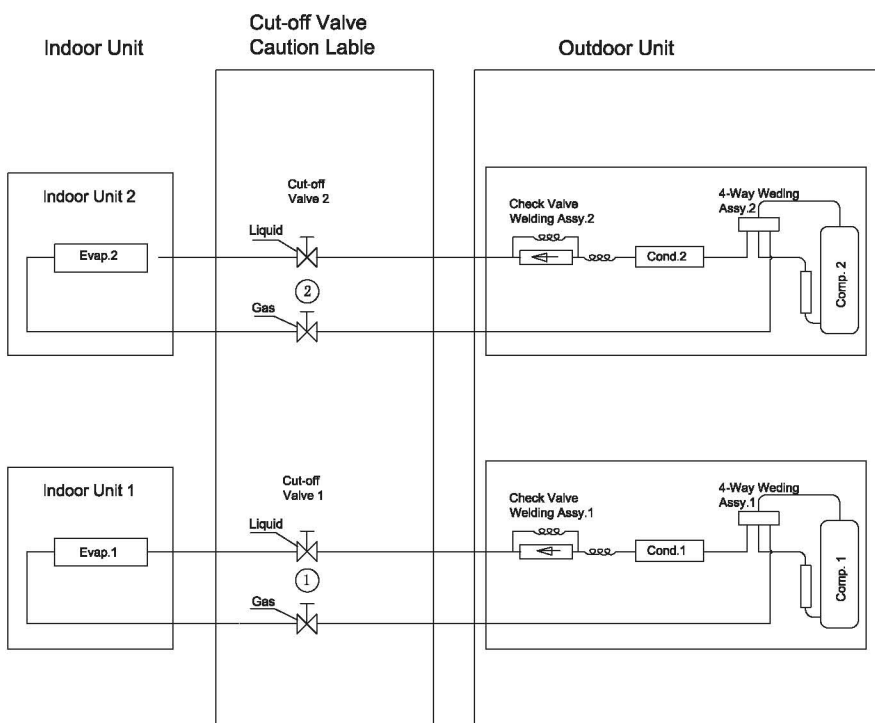 Indoor Unit
Cut-off Valve
Caution Lable
Outdoor Unit
Indoor Unit 2
Evap.2
Cut-off
Valve 2
Liquid
2
Gas
Check Valve
Welding Assy.2
Cond.2
4-Way Weding
Assy.2
Comp. 2
Indoor Unit 1
Evap.1
Cut-off
Valve 1
Liquid
1
Gas
Check Valve
Welding Assy.1
Cond.1
4-Way Weding
Assy.1
Comp. 1